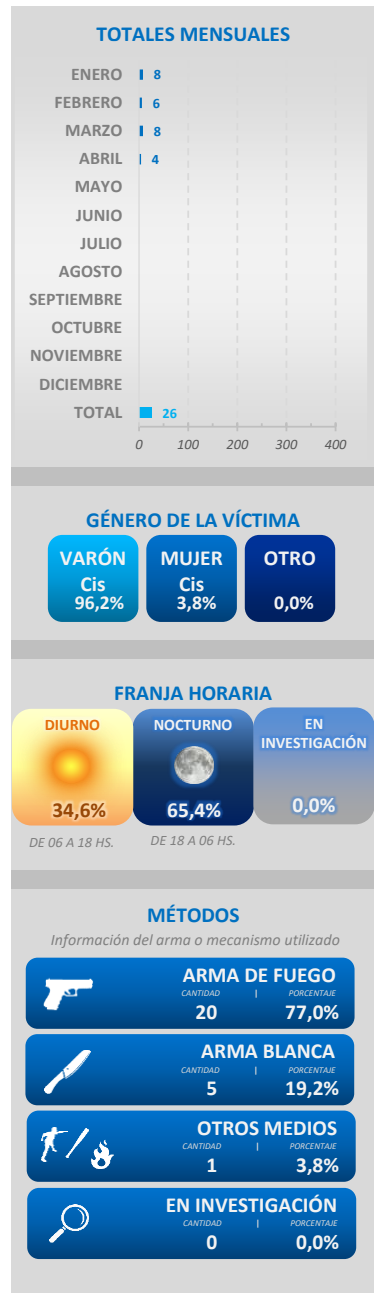 TOTALES MENSUALES
ENERO 8
FEBRERO 6
MARZO 8
ABRIL 4
MAYO
JUNIO
JULIO
AGOSTO
SEPTIEMBRE
OCTUBRE
NOVIEMBRE
DICIEMBRE
TOTAL 26
0 100 200 300 400
GÉNERO DE LA VÍCTIMA
VARÓN
Cis
96,2%
MUJER
Cis
3,8%
OTRO
0,0%
FRANJA HORARIA
DIURNO
34,6%
DE 06 A 18 HS.
NOCTURNO
65,4%
DE 18 A 06 HS.
EN
INVESTIGACIÓN
0,0%
MÉTODOS
Información del arma o mecanismo utilizado
ARMA DE FUEGO
CANTIDAD | PORCENTAJE
20 77,0%
ARMA BLANCA
CANTIDAD | PORCENTAJE
5 19,2%
OTROS MEDIOS
CANTIDAD | PORCENTAJE
1 3,8%
EN INVESTIGACIÓN
CANTIDAD | PORCENTAJE
0 0,0%